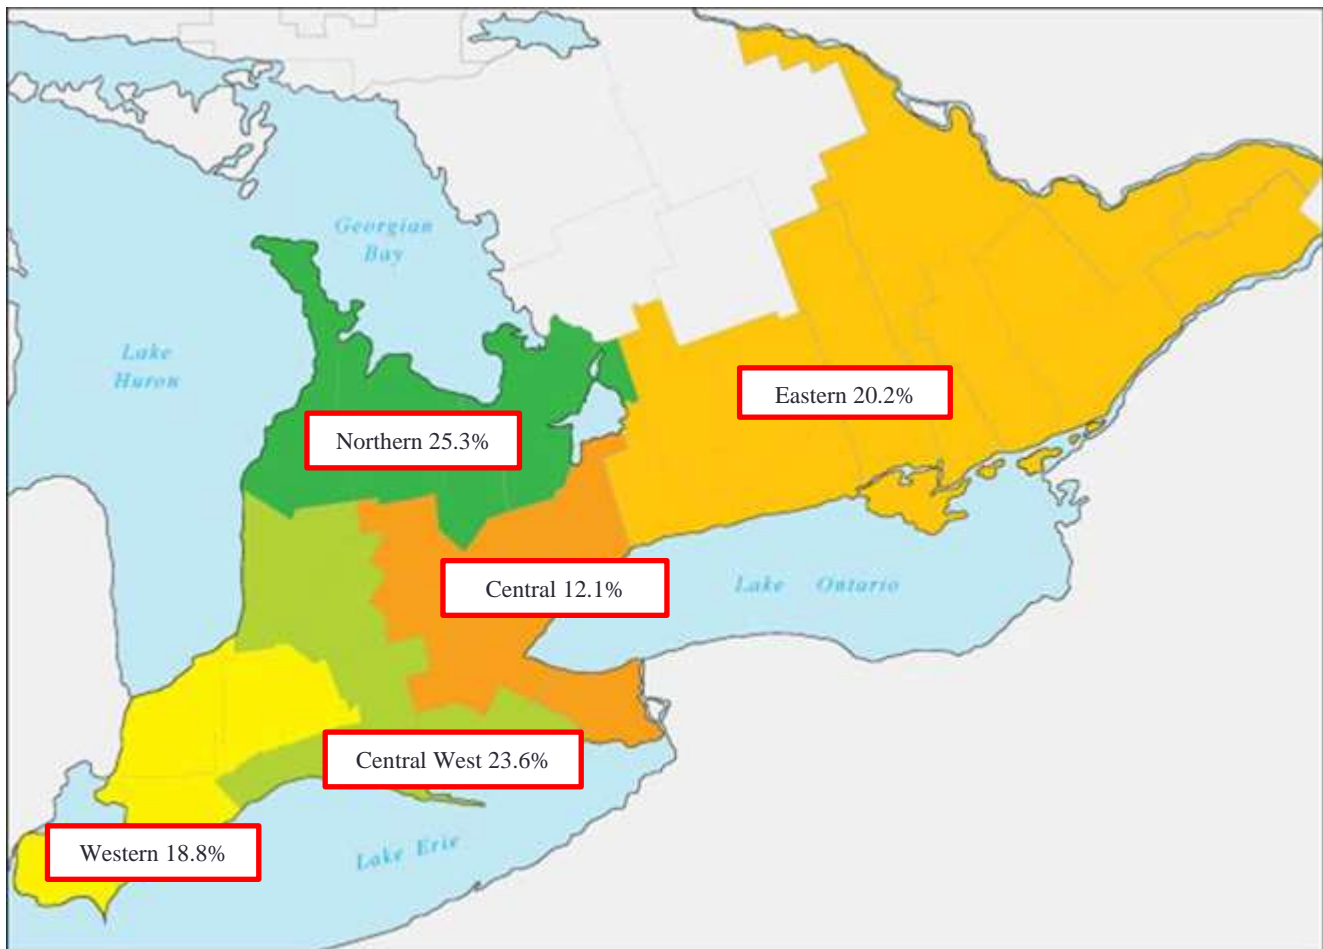 Georgian
Bay
Lake
Huron
Eastern 20.2%
Northern 25.3%
Central 12.1%
Lake Ontario
Central West 23.6%
Western 18.8%
Lake Erie